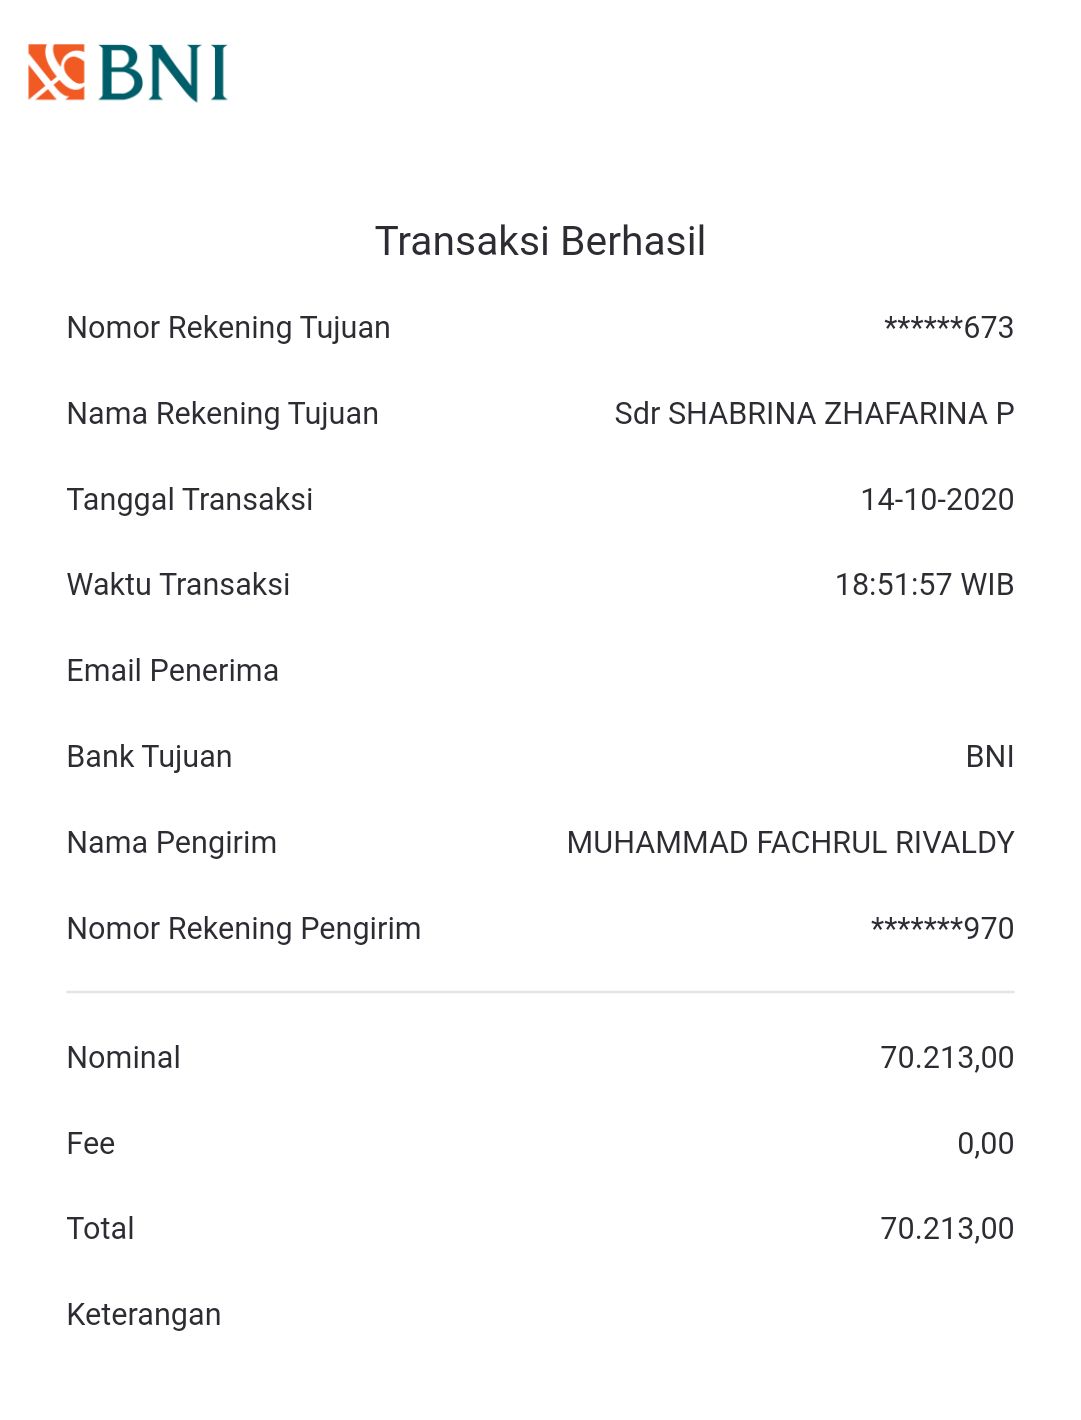 BNI
Transaksi Berhasil
Nomor Rekening Tujuan ******673
Nama Rekening Tujuan Sdr SHABRINA ZHAFARINA P
Tanggal Transaksi 14-10-2020
Waktu Transaksi 18:51:57 WIB
Email Penerima
Bank Tujuan BNI
Nama Pengirim MUHAMMAD FACHRUL RIVALDY
Nomor Rekening Pengirim *******970
Nominal 70.213,00
Fee 0,00
Total 70.213,00
Keterangan